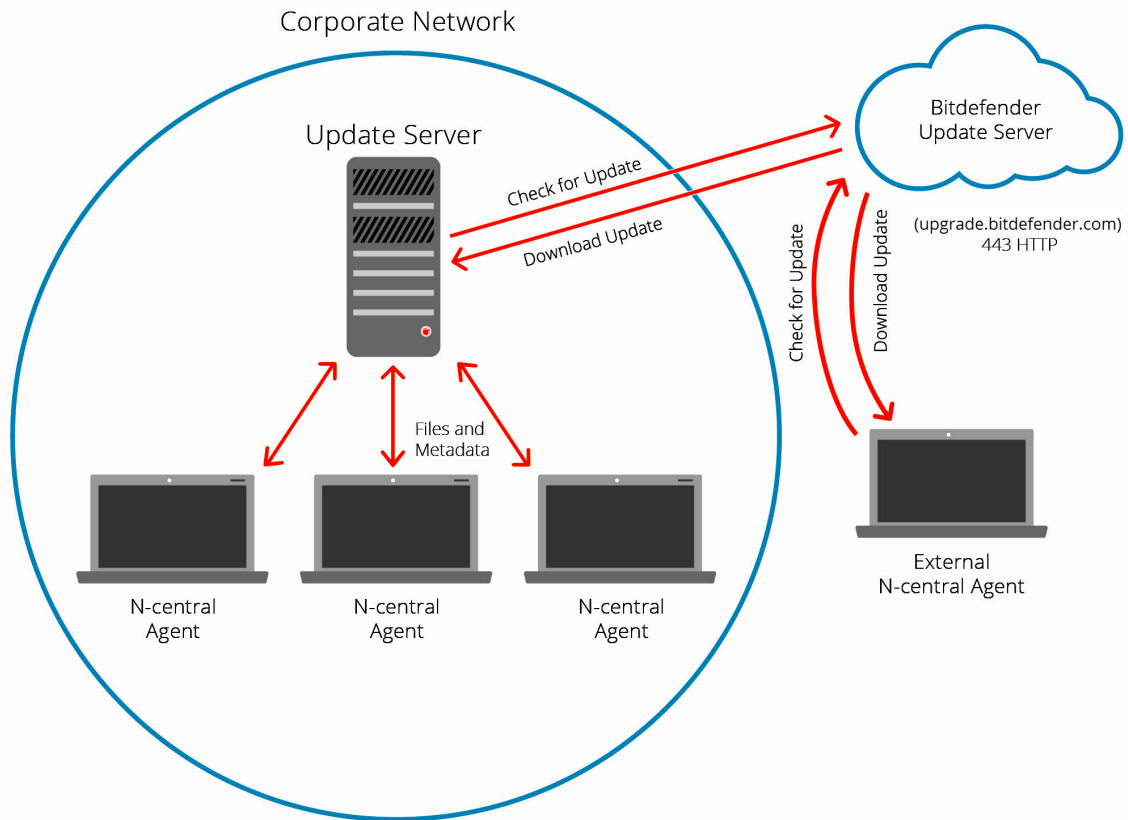 Corporate Network
Update Server
Check for Update
Download Update
Bitdefender
Update Server
(upgrade.bitdefender.com)
443 HTTP
Check for Update
Download Update
Files and
Metadata
N-central
Agent
N-central
Agent
N-central
Agent
External
N-central Agent